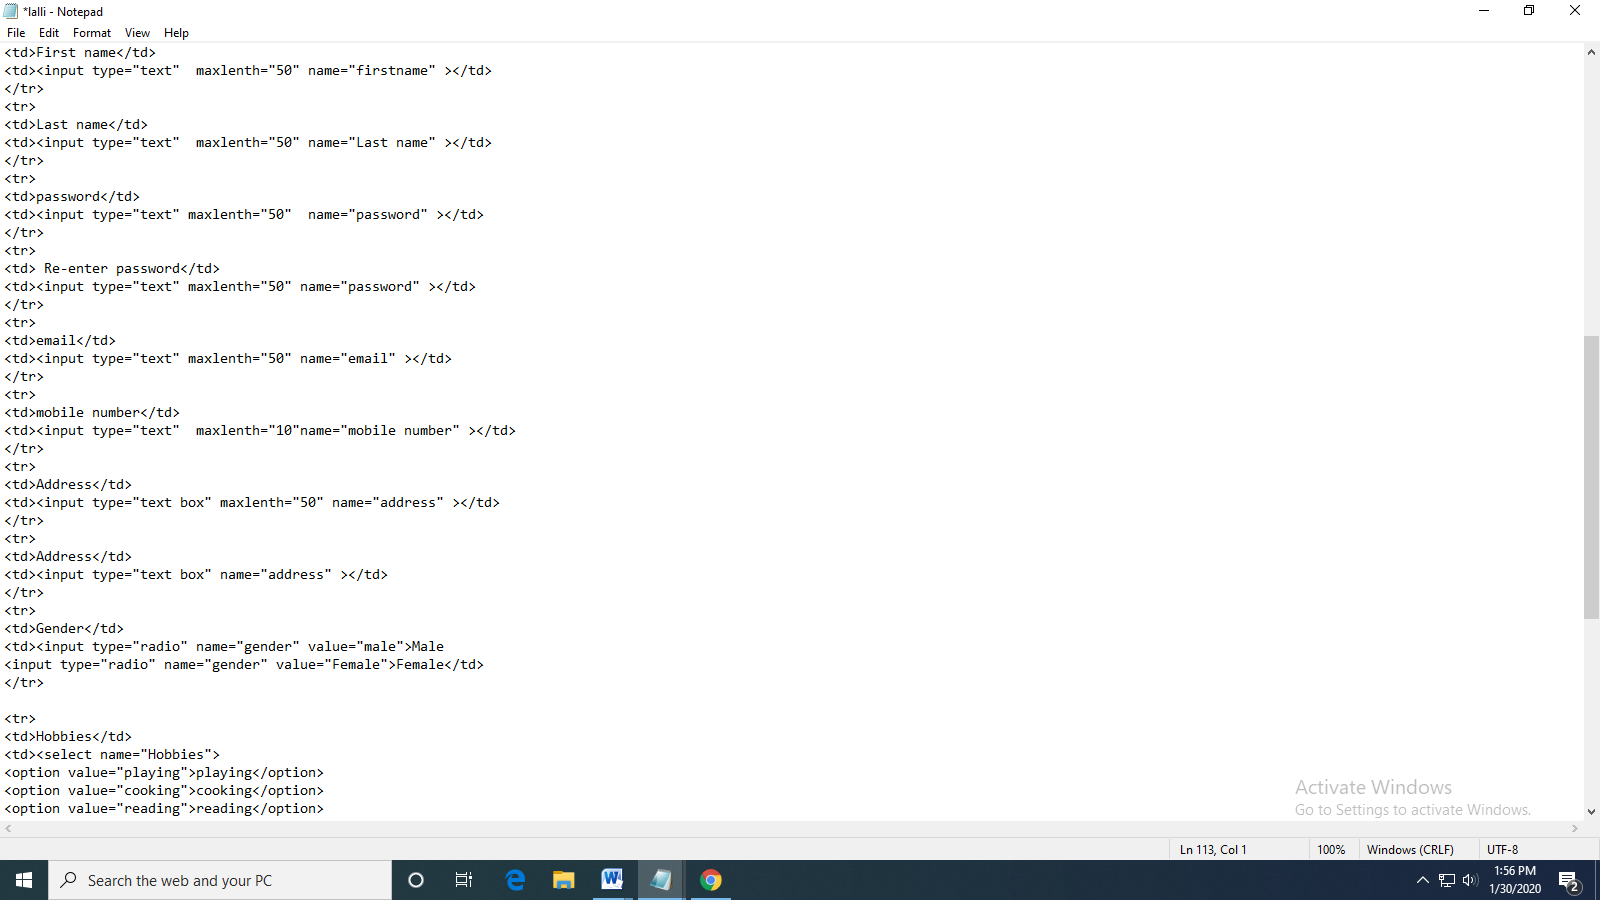 *lalli - Notepad
File Edit Format View Help
<td>First name</td>
<td><input type="text"  maxlenth="50" name="firstname" ></td>
</tr>
<tr>
<td>Last name</td>
<td><input type="text"  maxlenth="50" name="Last name" ></td>
</tr>
<tr>
<td>password</td>
<td><input type="text" maxlenth="50"  name="password" ></td>
</tr>
<tr>
<td> Re-enter password</td>
<td><input type="text" maxlenth="50" name="password" ></td>
</tr>
<tr>
<td>email</td>
<td><input type="text" maxlenth="50" name="email" ></td>
</tr>
<tr>
<td>mobile number</td>
<td><input type="text"  maxlenth="10"name="mobile number" ></td>
</tr>
<tr>
<td>Address</td>
<td><input type="text box" maxlenth="50" name="address" ></td>
</tr>
<tr>
<td>Address</td>
<td><input type="text box" name="address" ></td>
</tr>
<tr>
<td>Gender</td>
<td><input type="radio" name="gender" value="male">Male
<input type="radio" name="gender" value="Female">Female</td>
</tr>
<tr>
<td>Hobbies</td>
<td><select name="Hobbies">
<option value="playing">playing</option>
<option value="cooking">cooking</option>
<option value="reading">reading</option>
Activate Windows
Go to Settings to activate Windows.
Ln 113, Col 1 100% Windows (CRLF) UTF-8
Search the web and your PC
1:56 PM
1/30/2020
2